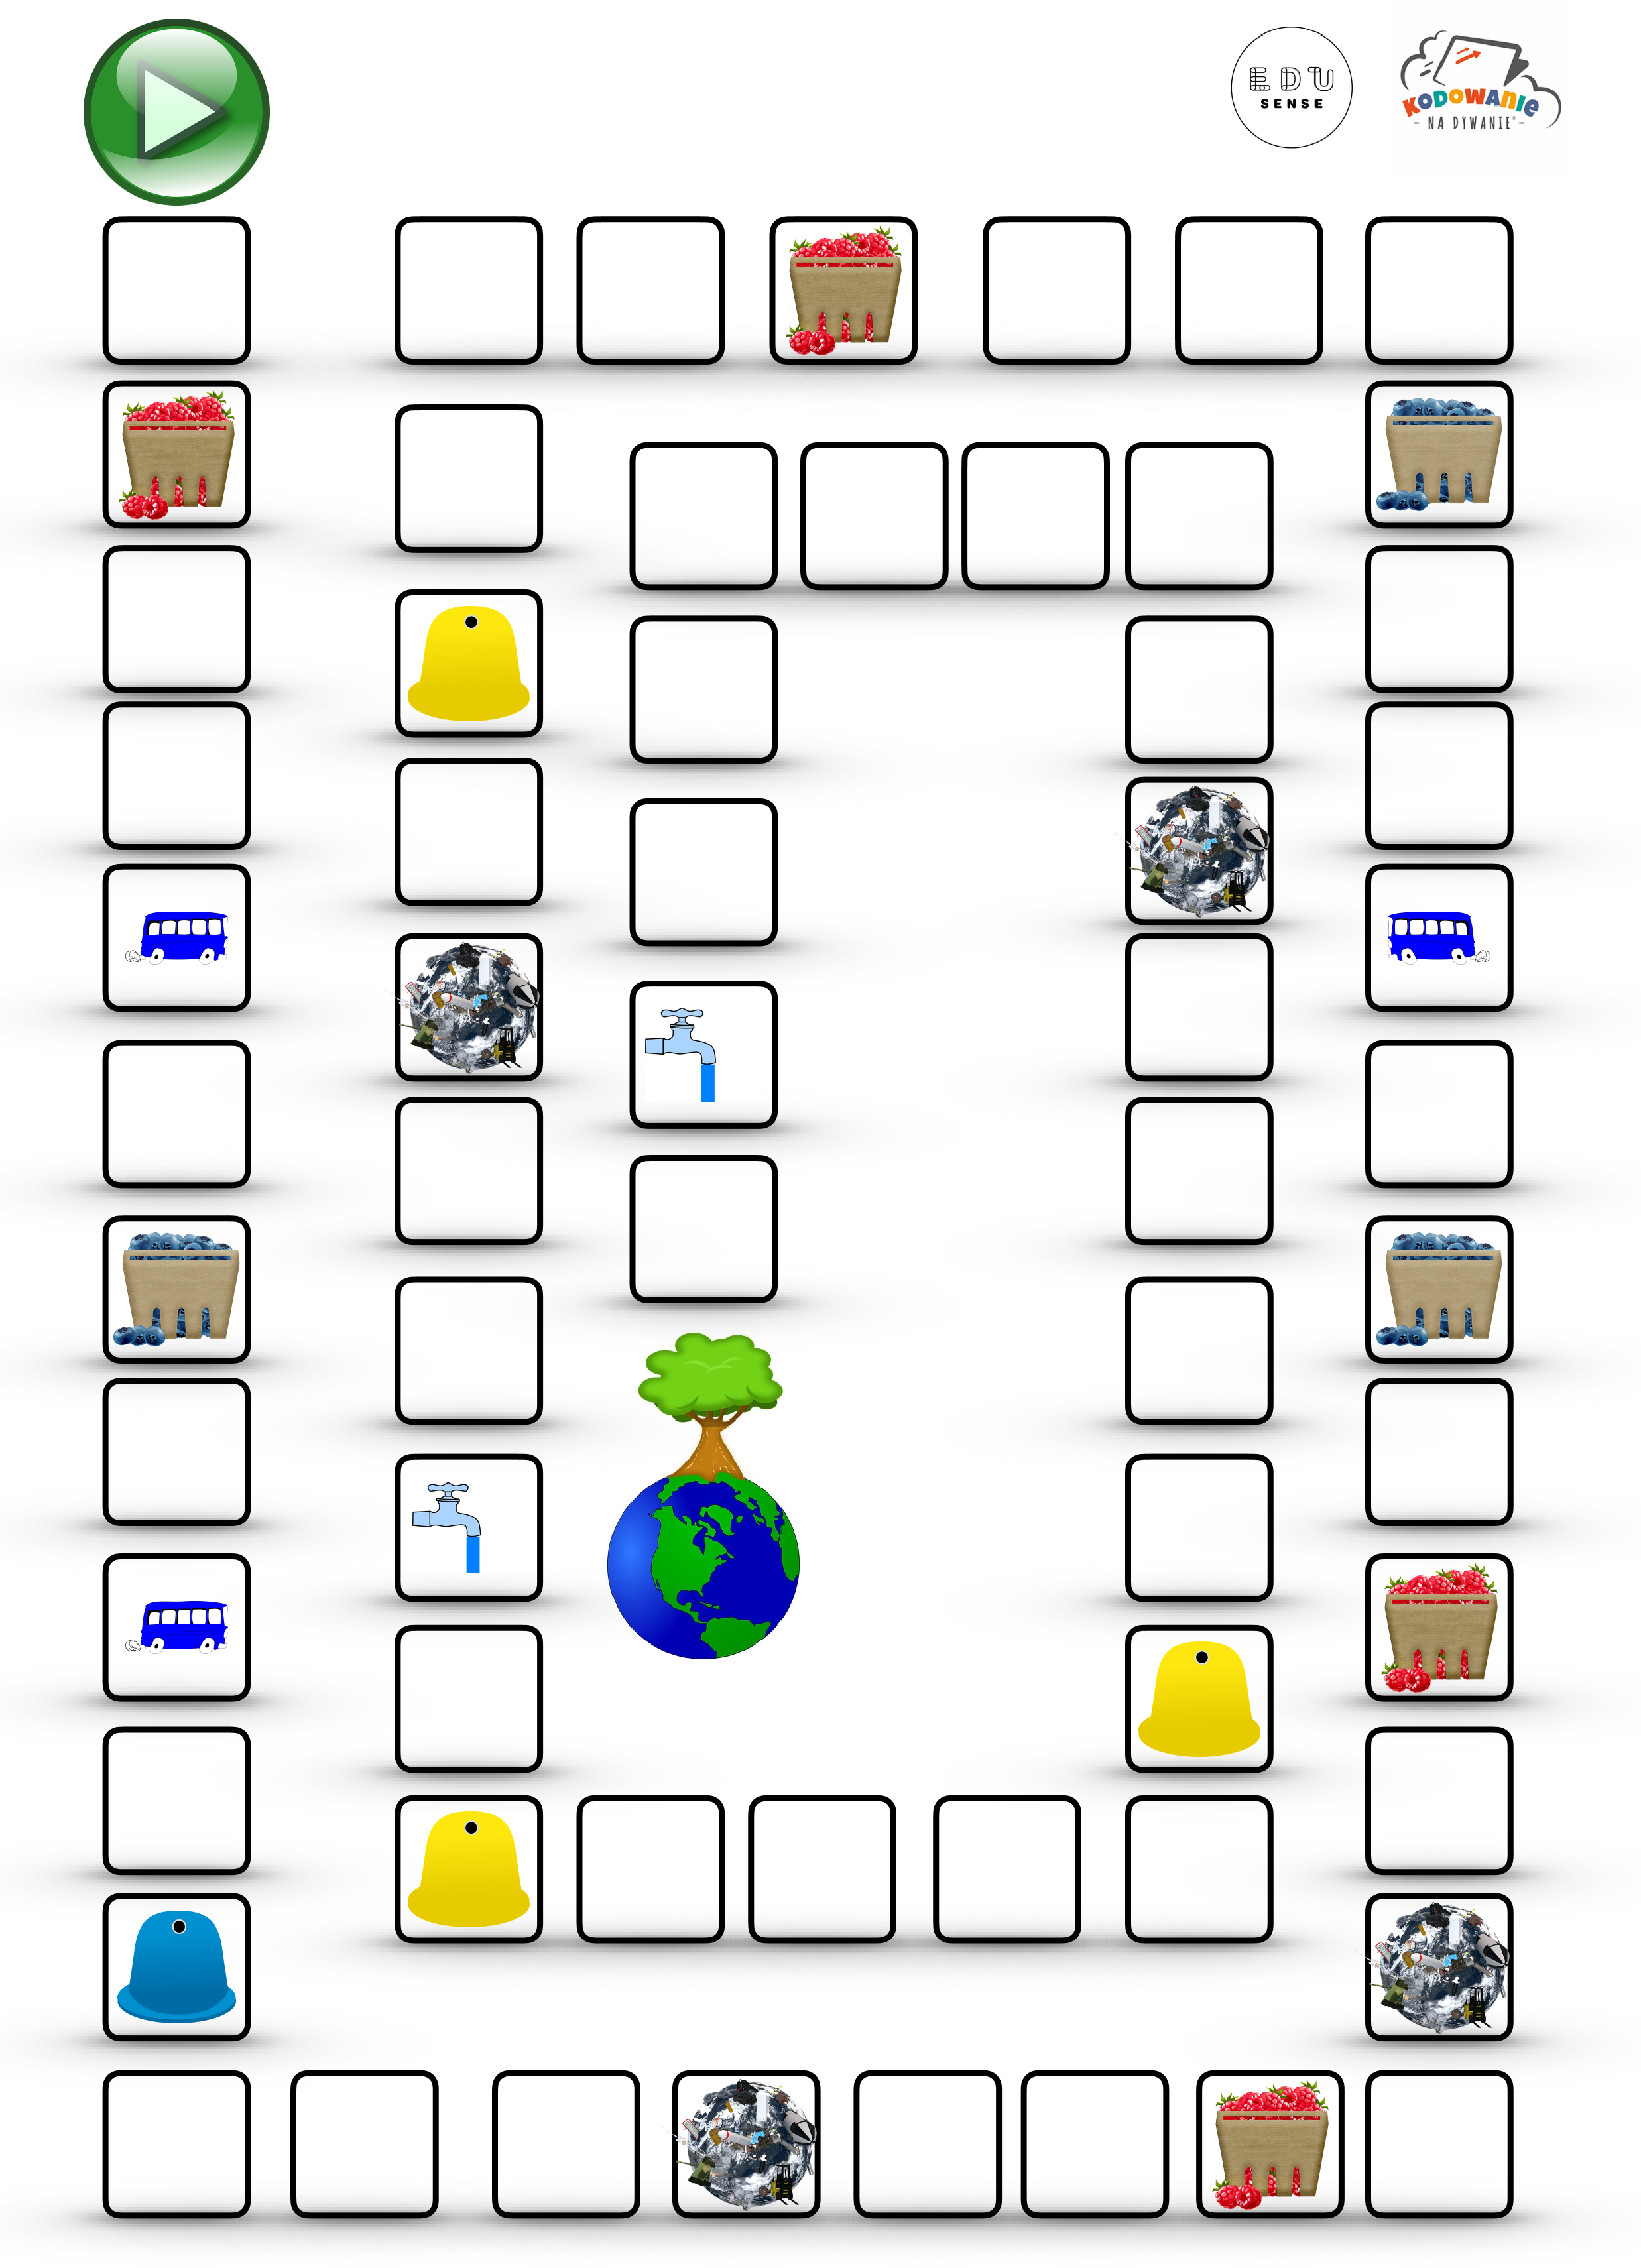 EDU
SENSE
KODOWANIE
- NA DYWANIE® -